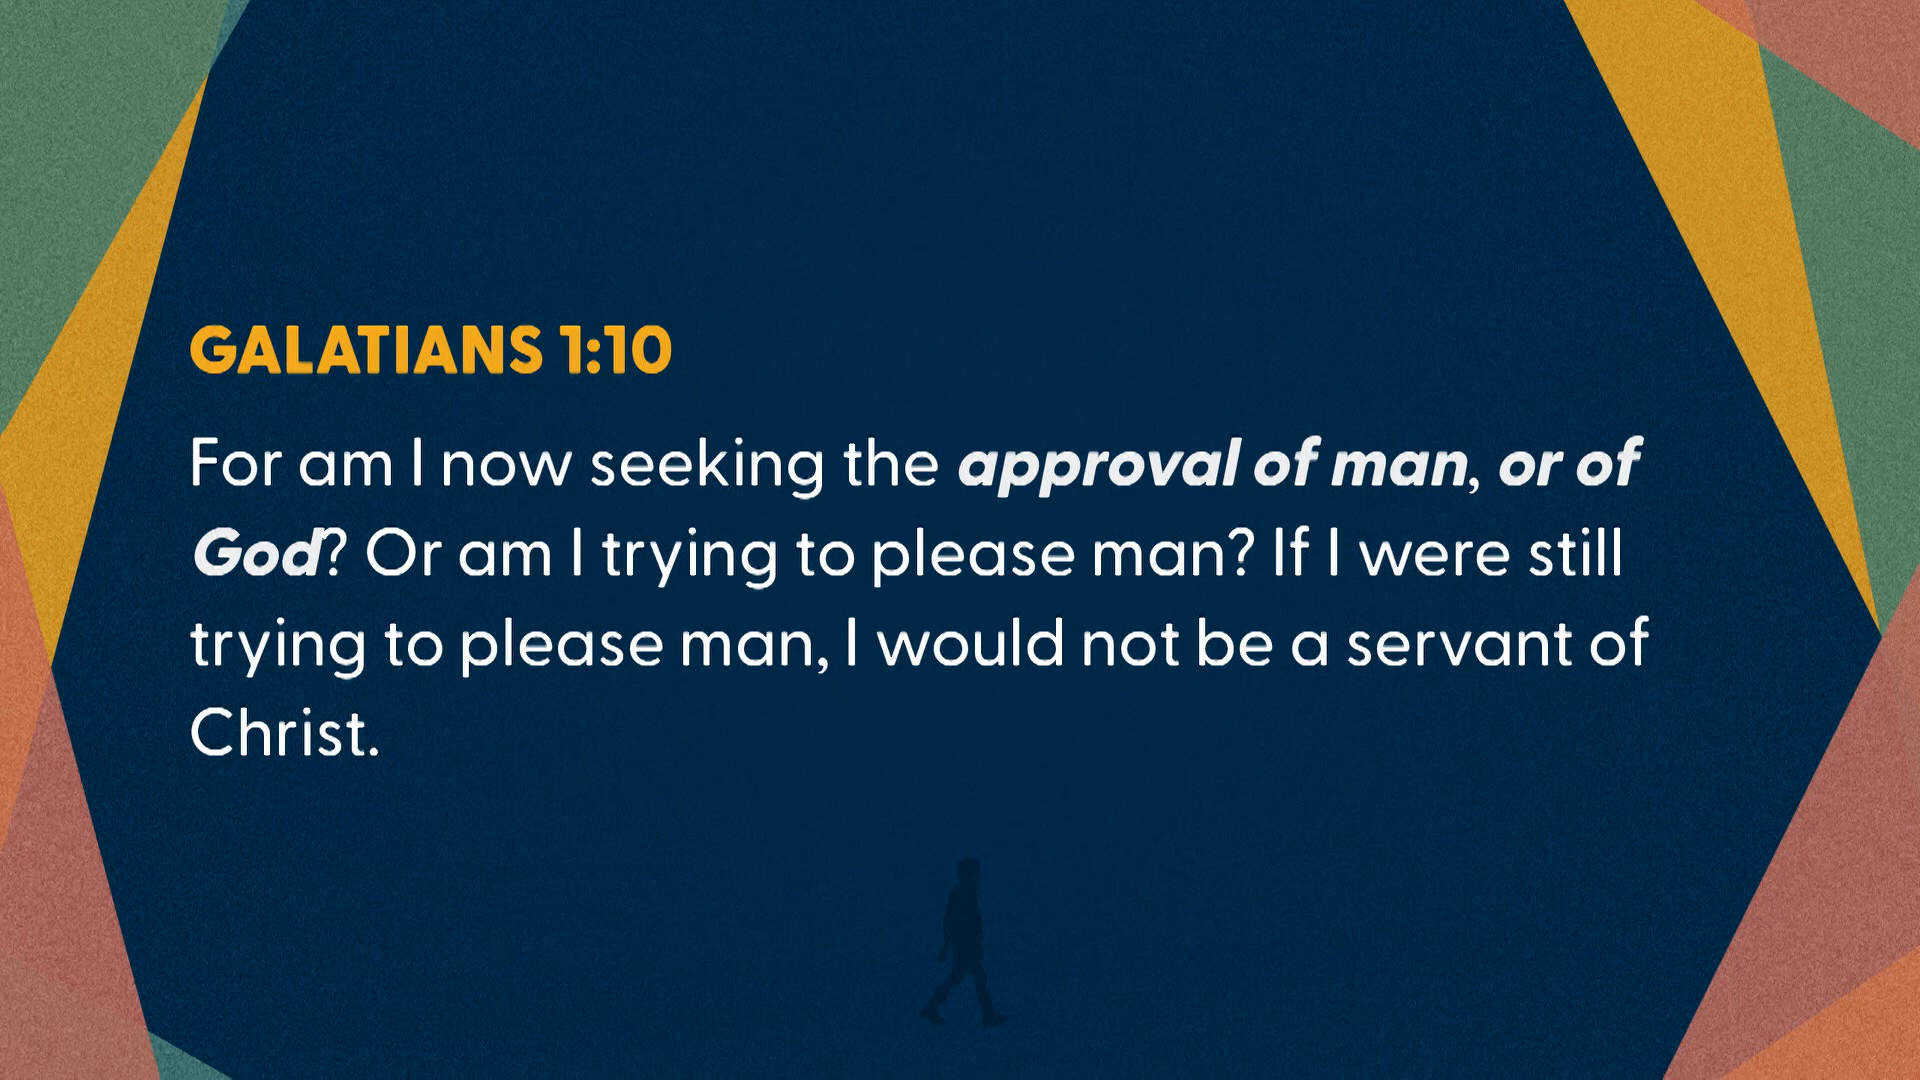 GALATIANS 1:10
For am I now seeking the approval of man, or of
God? Or am I trying to please man? If I were still
trying to please man, I would not be a servant of
Christ.